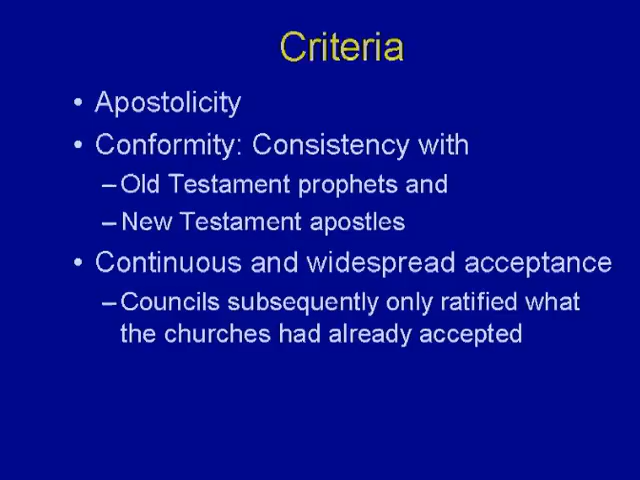 Criteria
• Apostolicity
• Conformity: Consistency with
– Old Testament prophets and
– New Testament apostles
• Continuous and widespread acceptance
– Councils subsequently only ratified what
the churches had already accepted